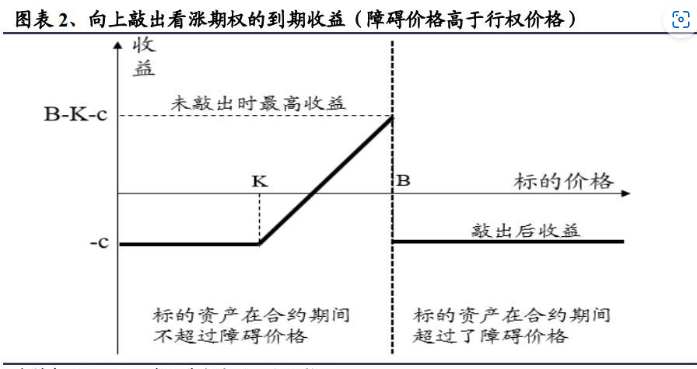 图表 2、向上敲出看涨期权的到期收益（障碍价格高于行权价格）
收
益
B-K-c
未敲出时最高收益
K
B
标的价格
-c
敲出后收益
标的资产在合约期间
不超过障碍价格
标的资产在合约期间
超过了障碍价格